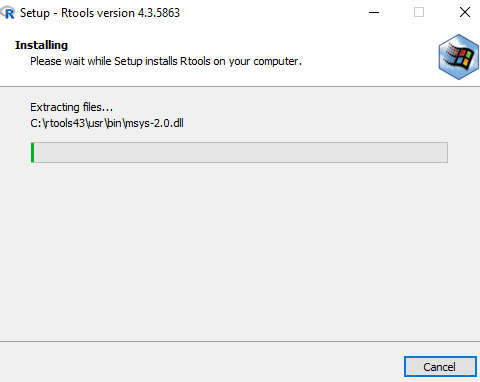 Setup - Rtools version 4.3.5863
Installing
Please wait while Setup installs Rtools on your computer.
Extracting files...
C:\rtools43\usr\bin\msys-2.0.dll
Cancel